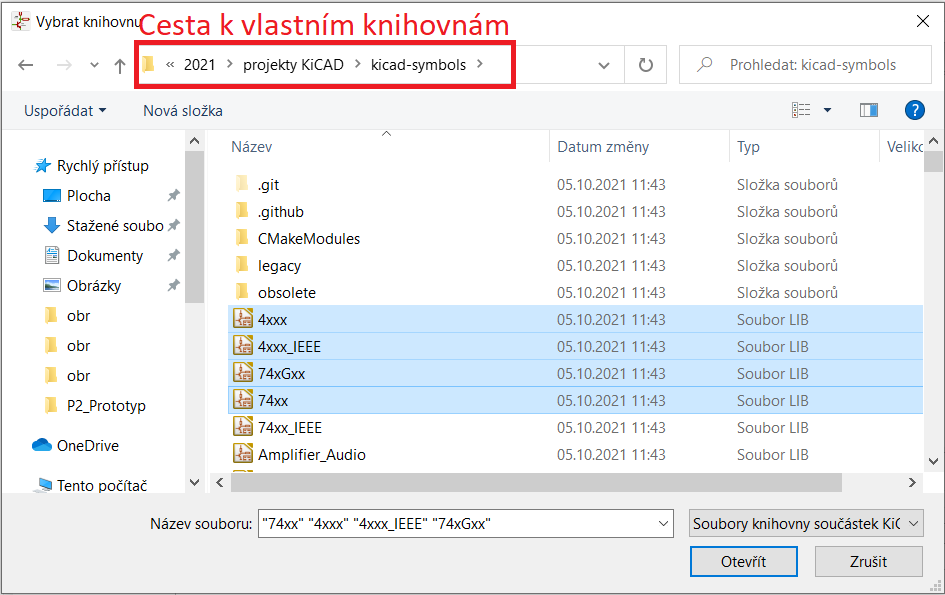 Vybrat knihovnu
Cesta k vlastním knihovnám
« 2021 > projekty KiCAD > kicad-symbols >
Prohledat: kicad-symbols
Uspořádat
Nová složka
Rychlý přístup
Plocha
Stažené soubo
Dokumenty
Obrázky
obr
obr
obr
P2_Prototyp
OneDrive
Tento počítač
Název Datum změny Typ Veliko
.git 05.10.2021 11:43 Složka souborů
.github 05.10.2021 11:43 Složka souborů
CMakeModules 05.10.2021 11:43 Složka souborů
legacy 05.10.2021 11:43 Složka souborů
obsolete 05.10.2021 11:43 Složka souborů
4xxx 05.10.2021 11:43 Soubor LIB
4xxx_IEEE 05.10.2021 11:43 Soubor LIB
74xGxx 05.10.2021 11:43 Soubor LIB
74xx 05.10.2021 11:43 Soubor LIB
74xx_IEEE 05.10.2021 11:43 Soubor LIB
Amplifier_Audio 05.10.2021 11:43 Soubor LIB
Název souboru: "74xx" "4xxx" "4xxx_IEEE" "74xGxx"
Soubory knihovny součástek KiC
Otevřít
Zrušit